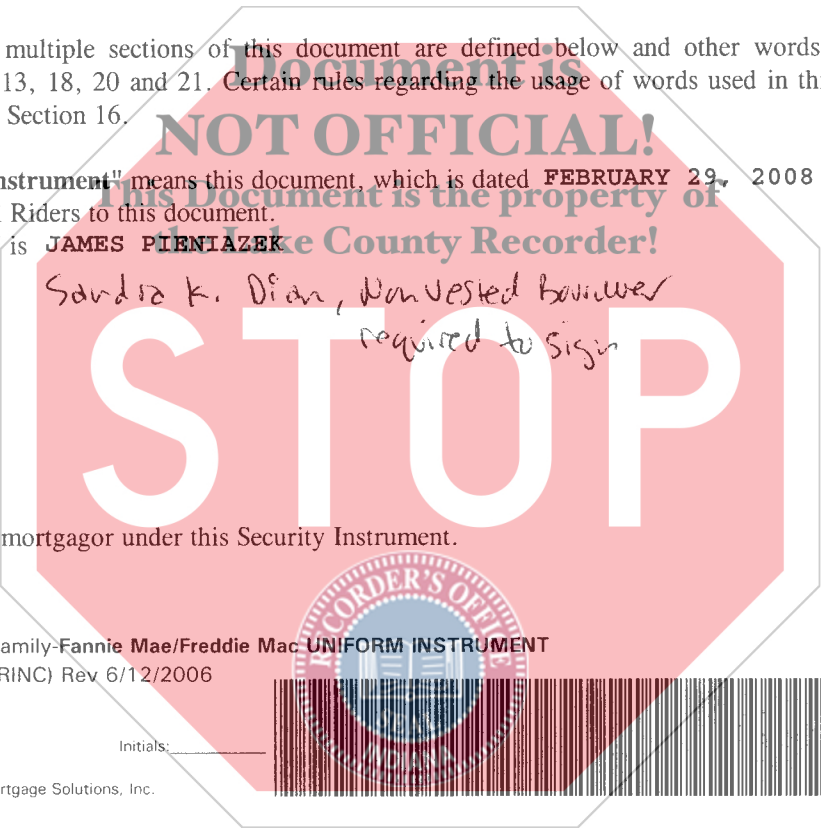 multiple sections of this document are defined below and other words
13, 18, 20 and 21. Certain rules regarding the usage of words used in thi
Section 16.
Document is
NOT OFFICIAL!
This Document is the property of
the Lake County Recorder!
nstrument" means this document, which is dated FEBRUARY 29, 2008
Riders to this document.
is JAMES PIENIAZEK
Sandra K. Dian, Nonvested Borrower
required to sign
STOP
mortgagor under this Security Instrument.
RECORDER'S OFFICE
SEAL
INDIANA
amily-Fannie Mae/Freddie Mac UNIFORM INSTRUMENT
RINC) Rev 6/12/2006
Initials:
rtgage Solutions, Inc.